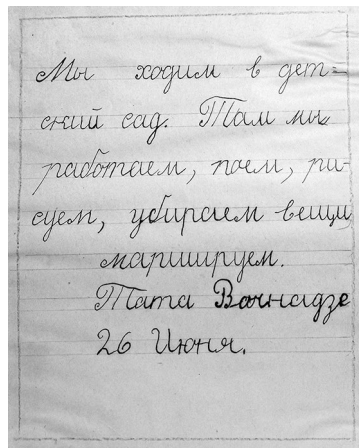 Мы ходим в дет=
ский сад. Там мы
работаем, поем, ри-
суем, убираем вещи,
маршируем.
Тата Вачнадзе
26 Июня.